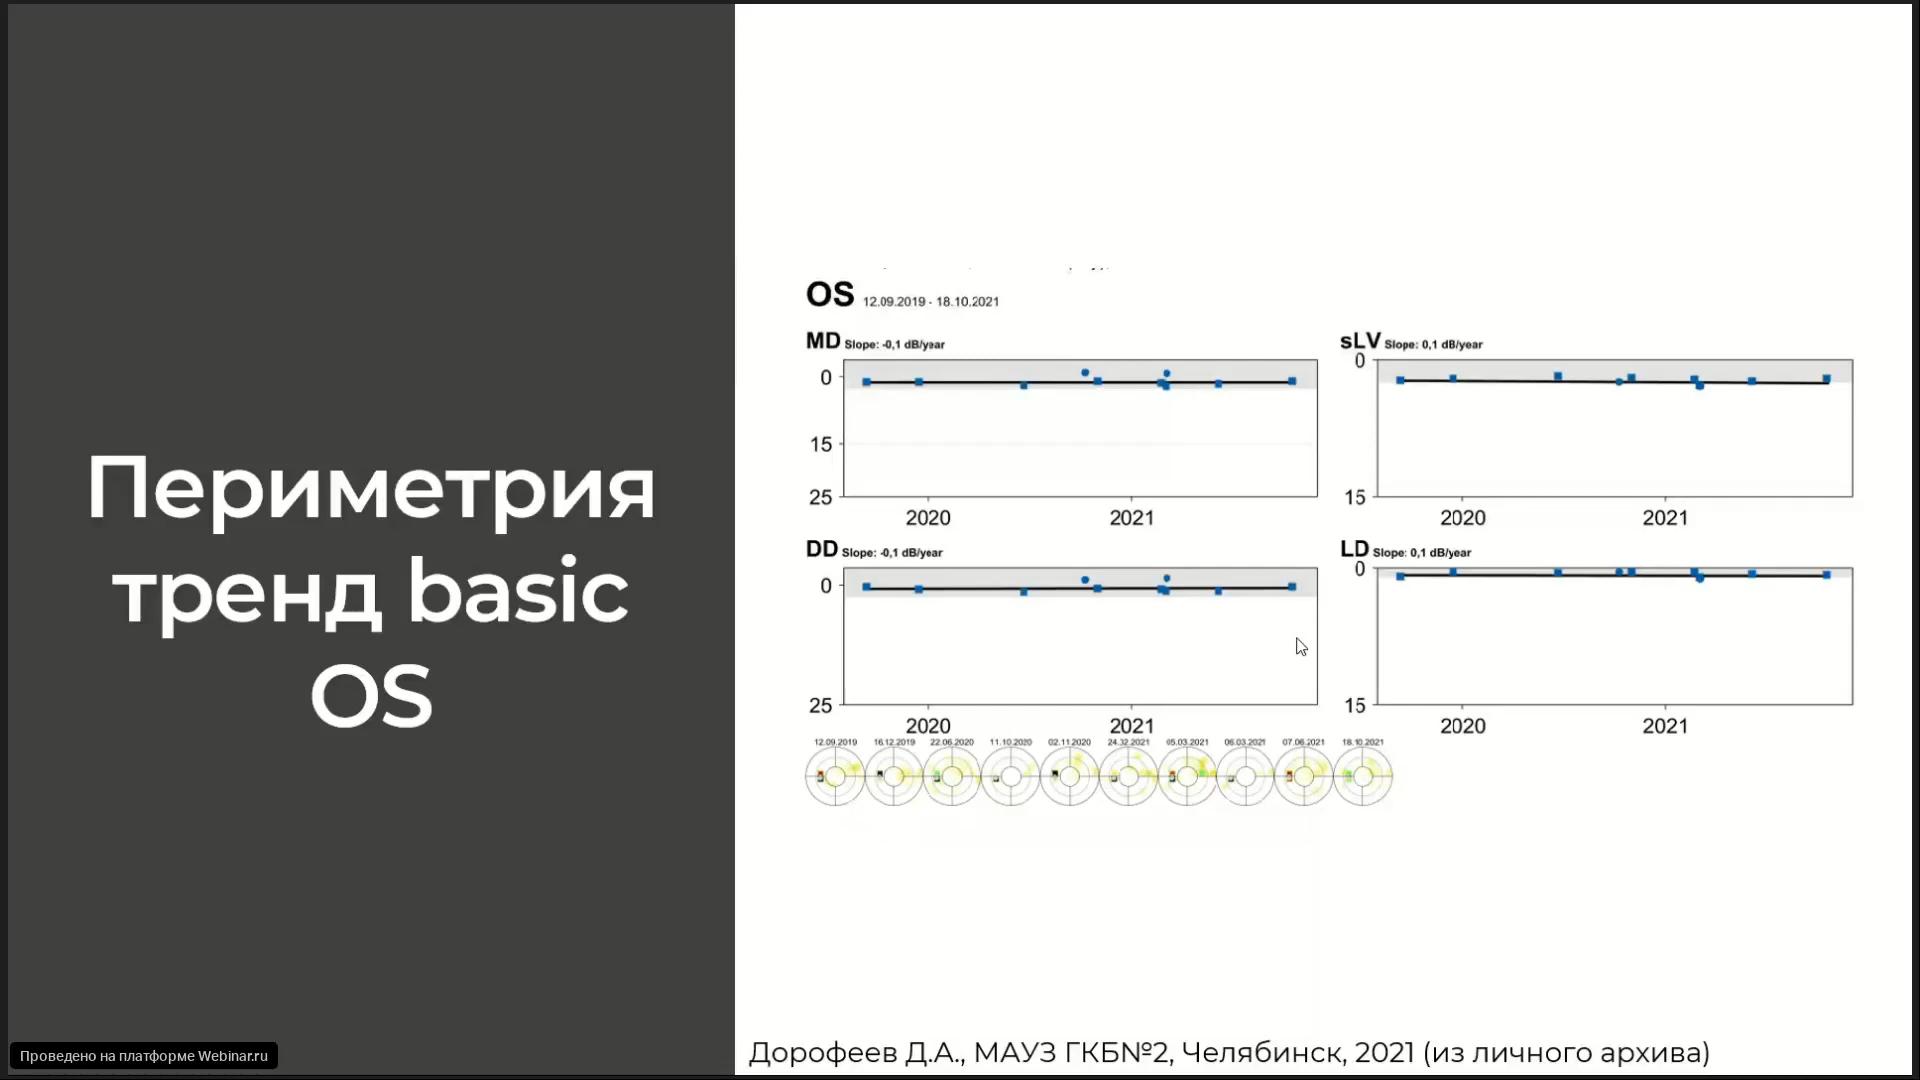 Периметрия
тренд basic
OS
OS 12.09.2019 - 18.10.2021
MD Slope: -0,1 dB/year
0
15
25
2020 2021
sLV Slope: 0,1 dB/year
0
15
2020 2021
DD Slope: -0,1 dB/year
0
25
2020 2021
LD Slope: 0,1 dB/year
0
15
2020 2021
12.09.2019 16.12.2019 22.06.2020 11.10.2020 02.11.2020 05.03.2021 06.03.2021 07.06.2021 18.10.2021
Дорофеев Д.А., МАУЗ ГКБ№2, Челябинск, 2021 (из личного архива)
Проведено на платформе Webinar.ru